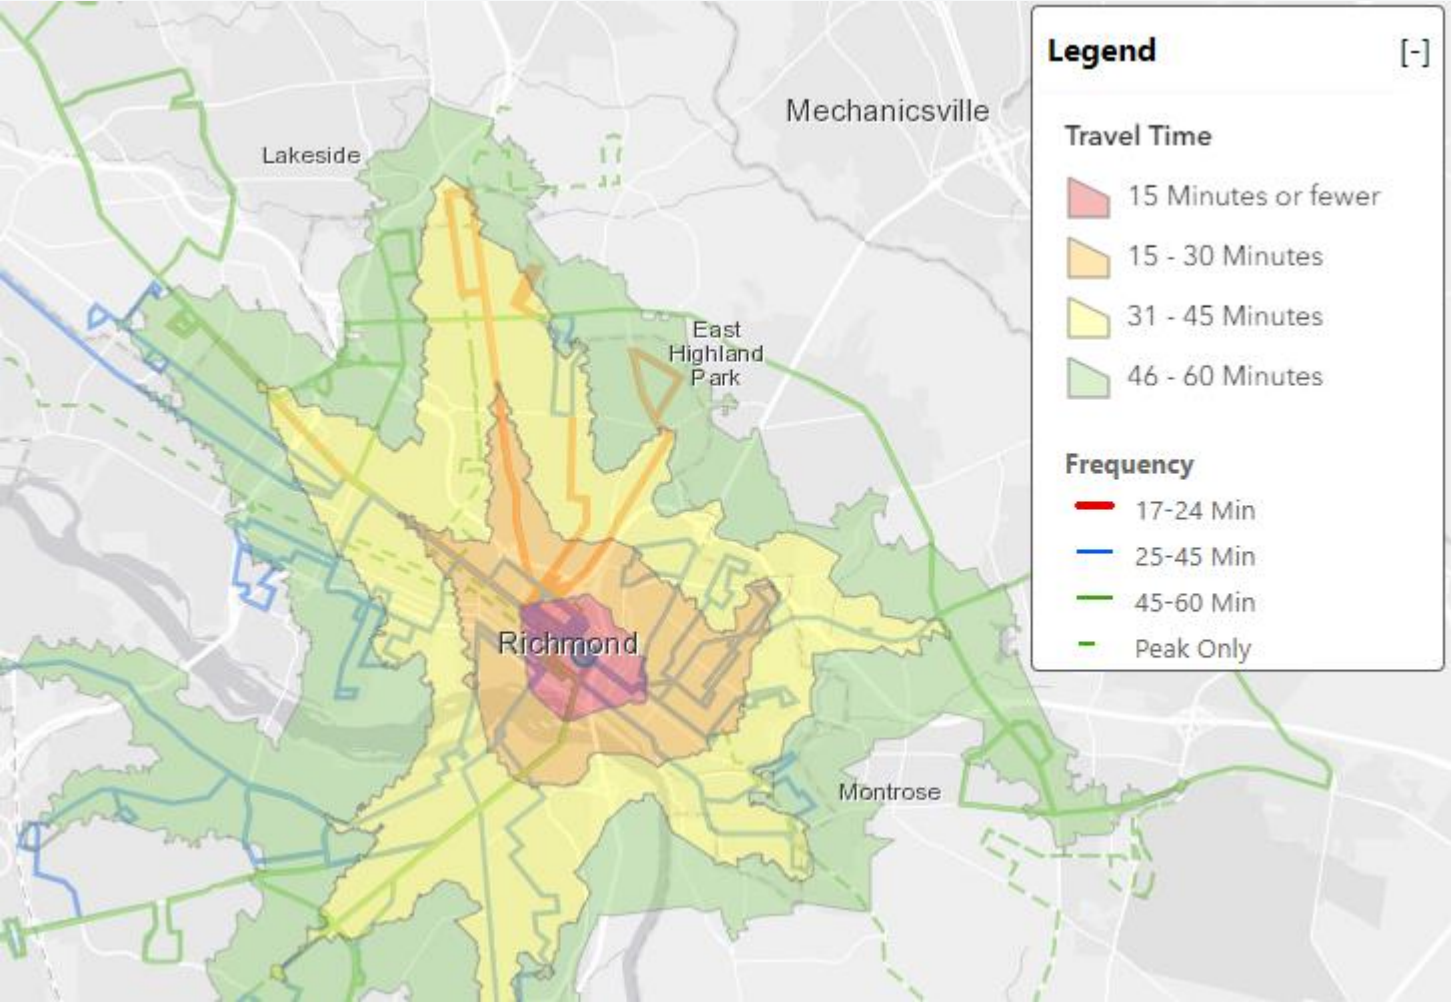 Legend [-]
Travel Time
15 Minutes or fewer
15 - 30 Minutes
31 - 45 Minutes
46 - 60 Minutes
Frequency
17-24 Min
25-45 Min
45-60 Min
Peak Only
Mechanicsville
Lakeside
East
Highland
Park
Richmond
Montrose